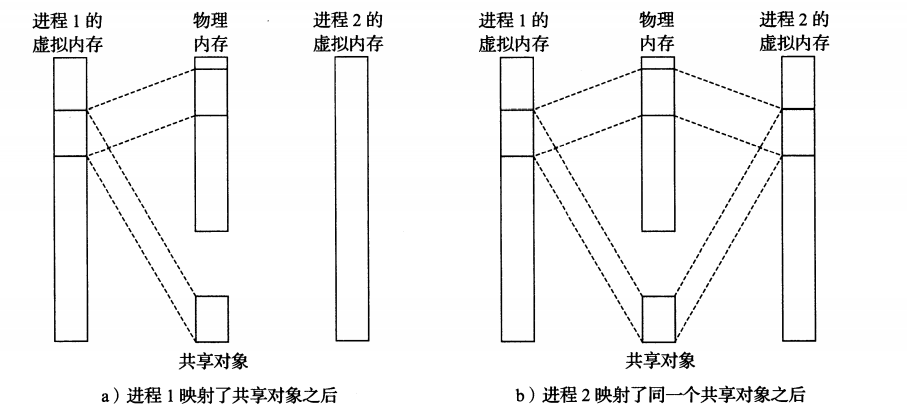 进程 1 的
虚拟内存
物理
内存
进程 2 的
虚拟内存
共享对象
a）进程 1 映射了共享对象之后
进程 1 的
虚拟内存
物理
内存
进程 2 的
虚拟内存
共享对象
b）进程 2 映射了同一个共享对象之后